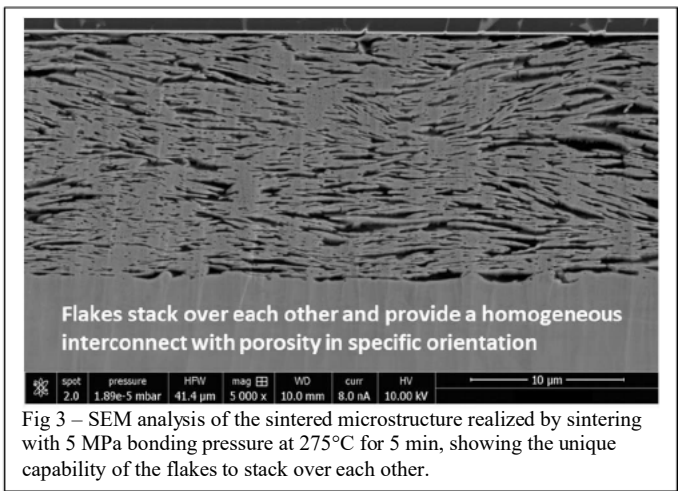 Flakes stack over each other and provide a homogeneous
interconnect with porosity in specific orientation
spot pressure HFW mag WD curr HV
2.0 1.89e-5 mbar 41.4 µm 5 000 x 10.0 mm 8.0 nA 10.00 kV
10 µm
Fig 3 – SEM analysis of the sintered microstructure realized by sintering
with 5 MPa bonding pressure at 275°C for 5 min, showing the unique
capability of the flakes to stack over each other.